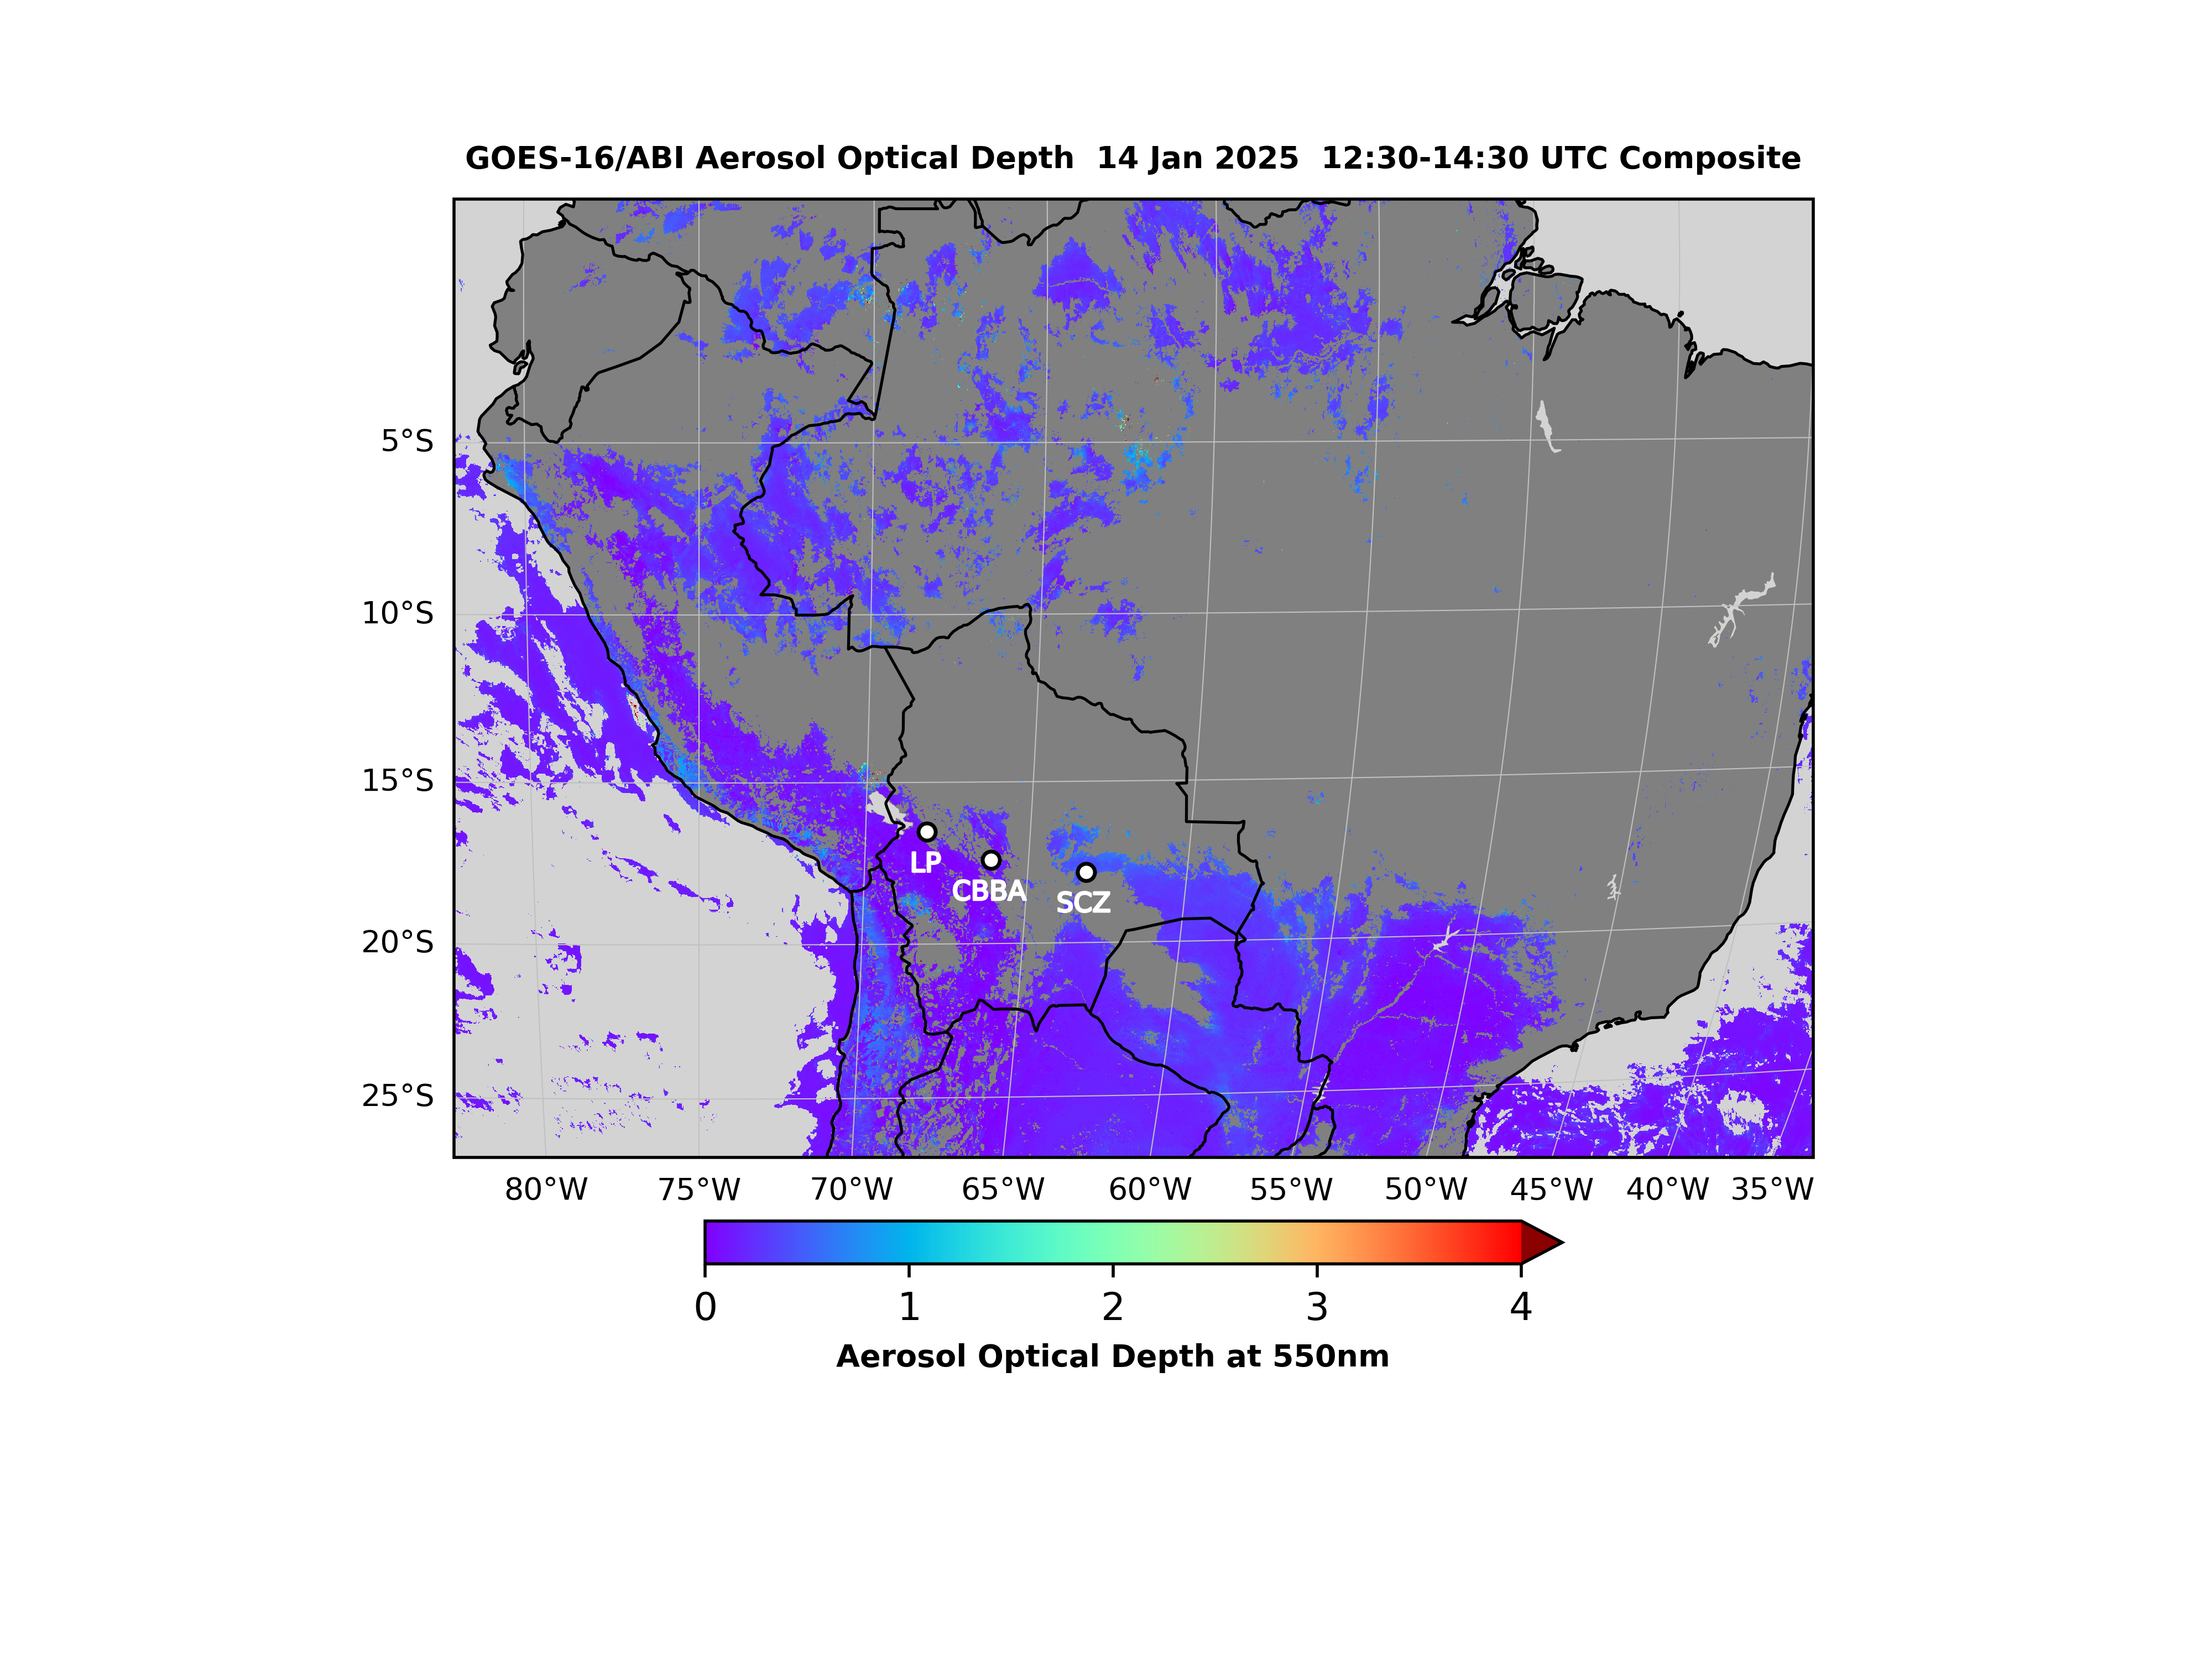 GOES-16/ABI Aerosol Optical Depth  14 Jan 2025  12:30-14:30 UTC Composite
5°S
10°S
15°S
LP
CBBA
SCZ
20°S
25°S
80°W 75°W 70°W 65°W 60°W 55°W 50°W 45°W 40°W 35°W
0 1 2 3 4
Aerosol Optical Depth at 550nm